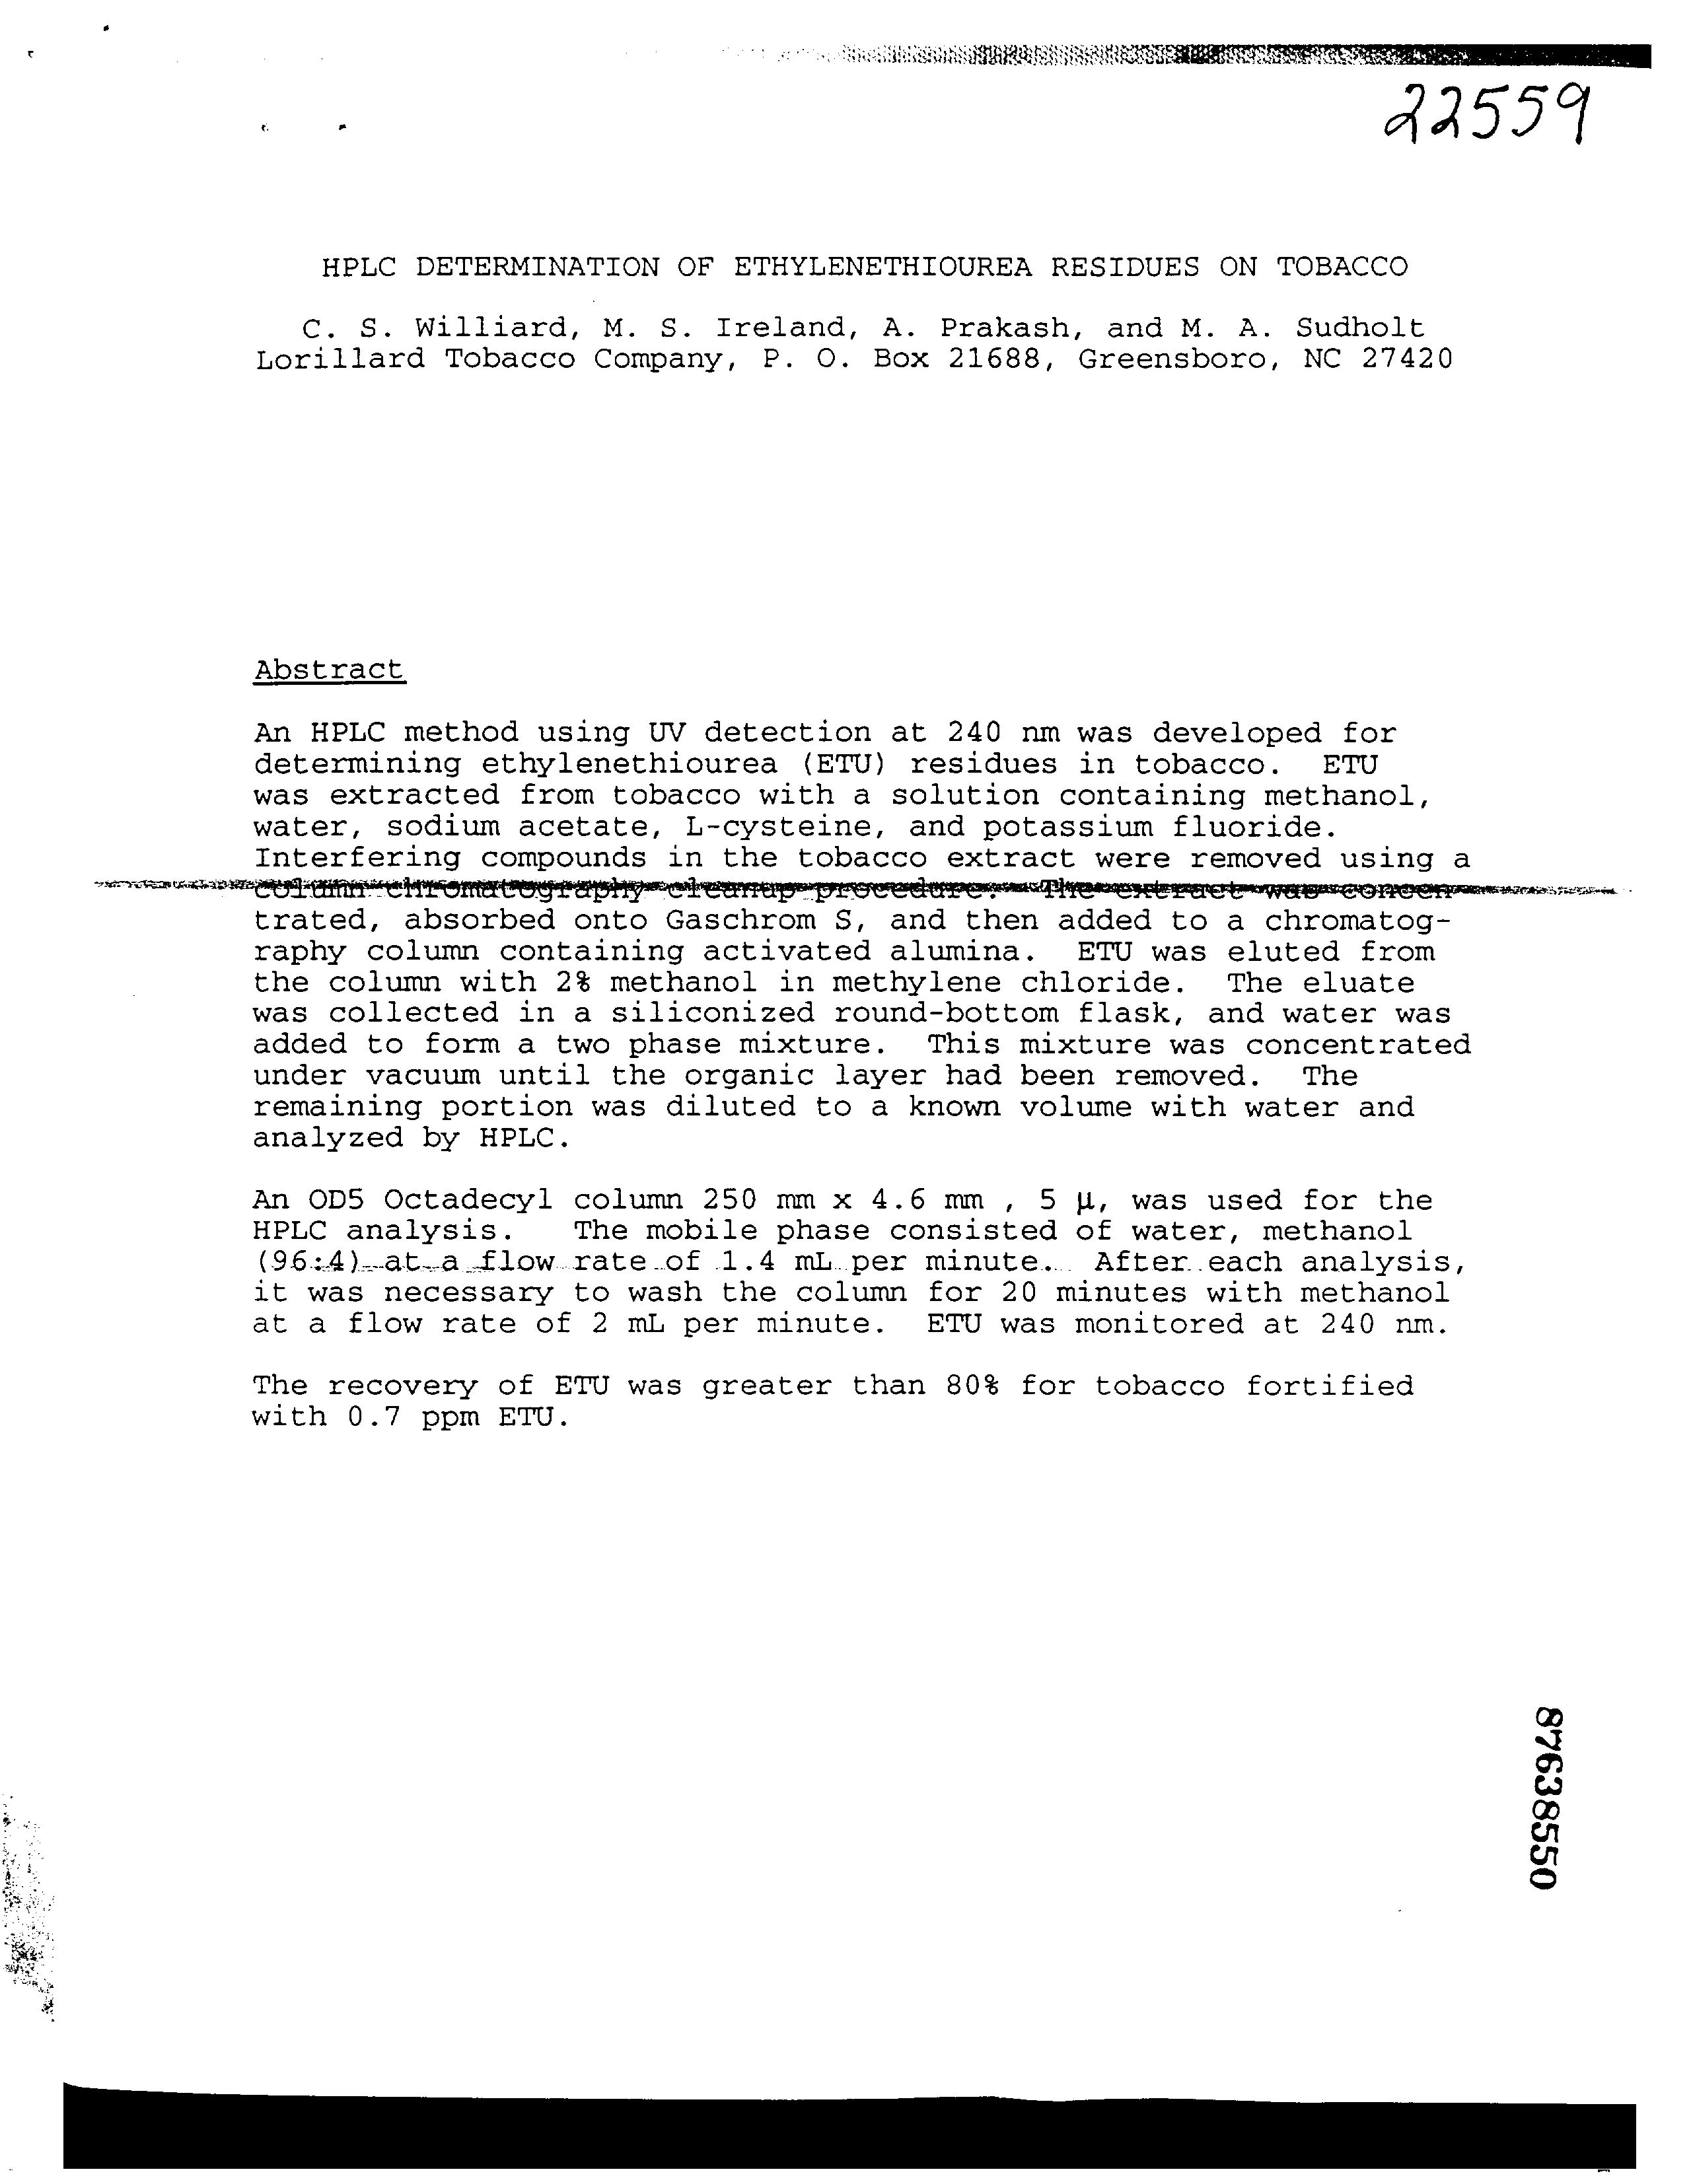 22559
HPLC DETERMINATION OF ETHYLENETHIOUREA RESIDUES ON TOBACCO
C. S. Williard, M. S. Ireland, A. Prakash, and M. A. Sudholt
Lorillard Tobacco Company, P. O. Box 21688, Greensboro, NC 27420
Abstract
An HPLC method using UV detection at 240 nm was developed for
determining ethylenethiourea (ETU) residues in tobacco. ETU
was extracted from tobacco with a solution containing methanol,
water, sodium acetate, L-cysteine, and potassium fluoride.
Interfering compounds in the tobacco extract were removed using a
column chromatography cleanup procedure. The extract was concen
trated, absorbed onto Gaschrom S, and then added to a chromatog-
raphy column containing activated alumina. ETU was eluted from
the column with 2% methanol in methylene chloride. The eluate
was collected in a siliconized round-bottom flask, and water was
added to form a two phase mixture. This mixture was concentrated
under vacuum until the organic layer had been removed. The
remaining portion was diluted to a known volume with water and
analyzed by HPLC.
An OD5 Octadecyl column 250 mm x 4.6 mm , 5 µ, was used for the
HPLC analysis. The mobile phase consisted of water, methanol
(96:4) at a flow rate of 1.4 mL per minute. After each analysis,
it was necessary to wash the column for 20 minutes with methanol
at a flow rate of 2 mL per minute. ETU was monitored at 240 nm.
The recovery of ETU was greater than 80% for tobacco fortified
with 0.7 ppm ETU.
87638550